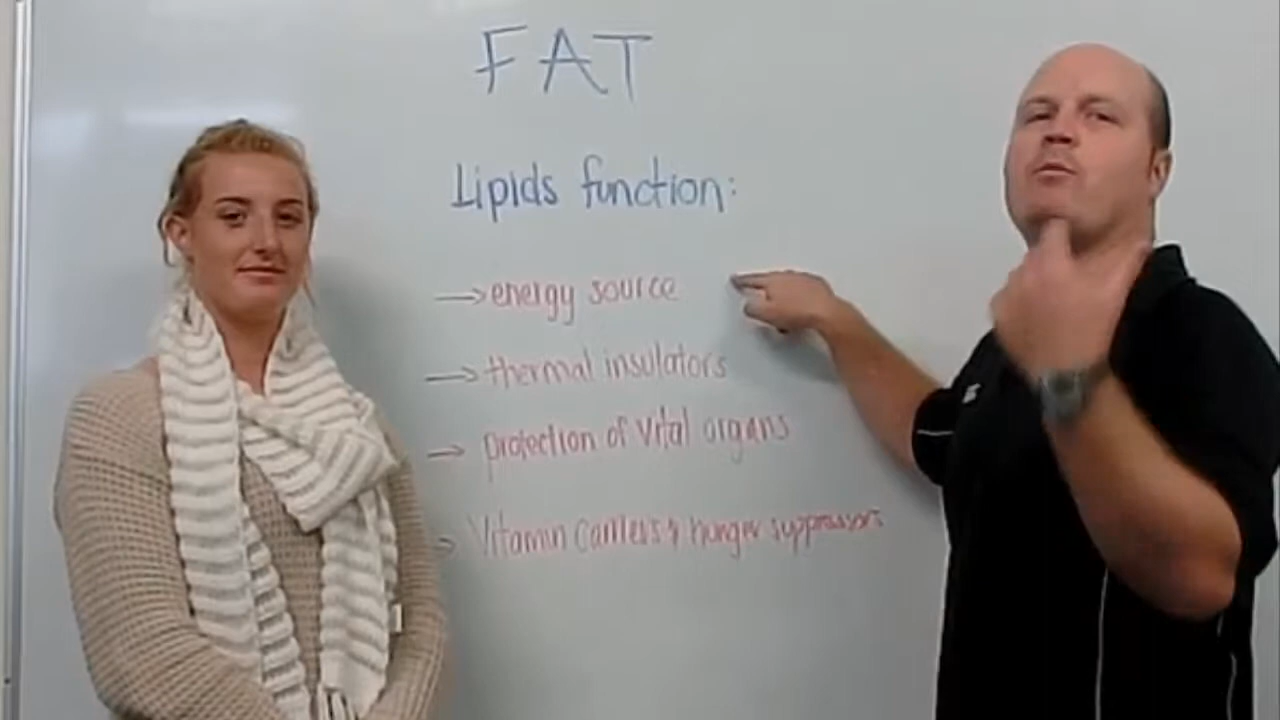 FAT
Lipids function:
→ energy source
→ thermal insulators
→ protection of vital organs
→ Vitamin carriers & hunger suppressors